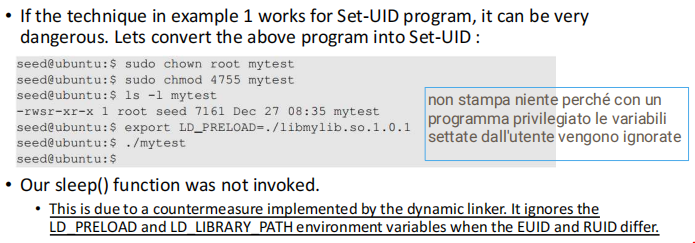 • If the technique in example 1 works for Set-UID program, it can be very
dangerous. Lets convert the above program into Set-UID :
seed@ubuntu:$ sudo chown root mytest
seed@ubuntu:$ sudo chmod 4755 mytest
seed@ubuntu:$ ls -l mytest
-rwsr-xr-x 1 root seed 7161 Dec 27 08:35 mytest
seed@ubuntu:$ export LD_PRELOAD=./libmylib.so.1.0.1
seed@ubuntu:$ ./mytest
seed@ubuntu:$
non stampa niente perché con un
programma privilegiato le variabili
settate dall'utente vengono ignorate
• Our sleep() function was not invoked.
• This is due to a countermeasure implemented by the dynamic linker. It ignores the
LD_PRELOAD and LD_LIBRARY_PATH environment variables when the EUID and RUID differ.